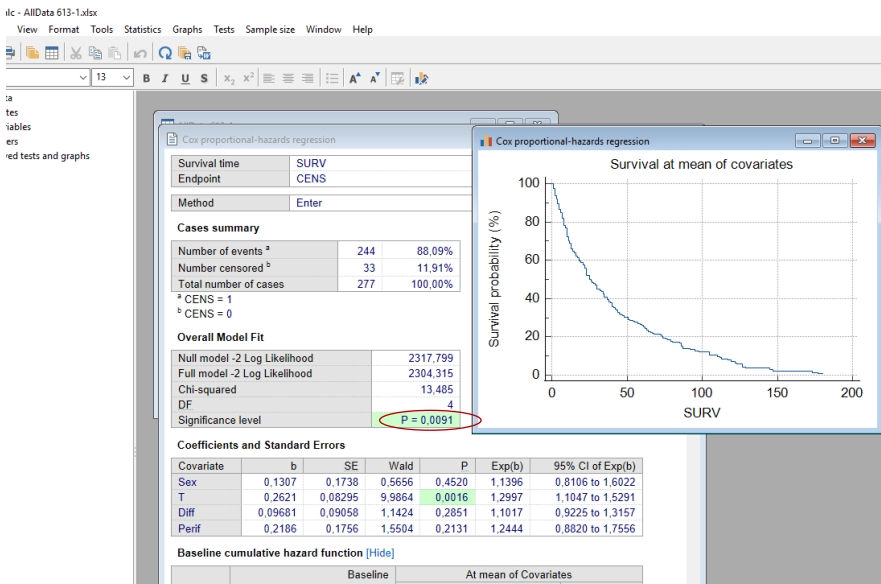 alc - AllData 613-1.xlsx
View Format Tools Statistics Graphs Tests Sample size Window Help
13 B I U S x₂ x²
ta
tes
iables
ers
ved tests and graphs
Cox proportional-hazards regression
Survival time SURV
Endpoint CENS
Method Enter
Cases summary
Number of events ᵃ 244 88,09%
Number censored ᵇ 33 11,91%
Total number of cases 277 100,00%
ᵃ CENS = 1
ᵇ CENS = 0
Overall Model Fit
Null model -2 Log Likelihood 2317,799
Full model -2 Log Likelihood 2304,315
Chi-squared 13,485
DF 4
Significance level P = 0,0091
Coefficients and Standard Errors
Covariate b SE Wald P Exp(b) 95% CI of Exp(b)
Sex 0,1307 0,1738 0,5656 0,4520 1,1396 0,8106 to 1,6022
T 0,2621 0,08295 9,9864 0,0016 1,2997 1,1047 to 1,5291
Diff 0,09681 0,09058 1,1424 0,2851 1,1017 0,9225 to 1,3157
Perif 0,2186 0,1756 1,5504 0,2131 1,2444 0,8820 to 1,7556
Baseline cumulative hazard function [Hide]
Baseline At mean of Covariates
Cox proportional-hazards regression
Survival at mean of covariates
Survival probability (%)
100
80
60
40
20
0
0 50 100 150 200
SURV